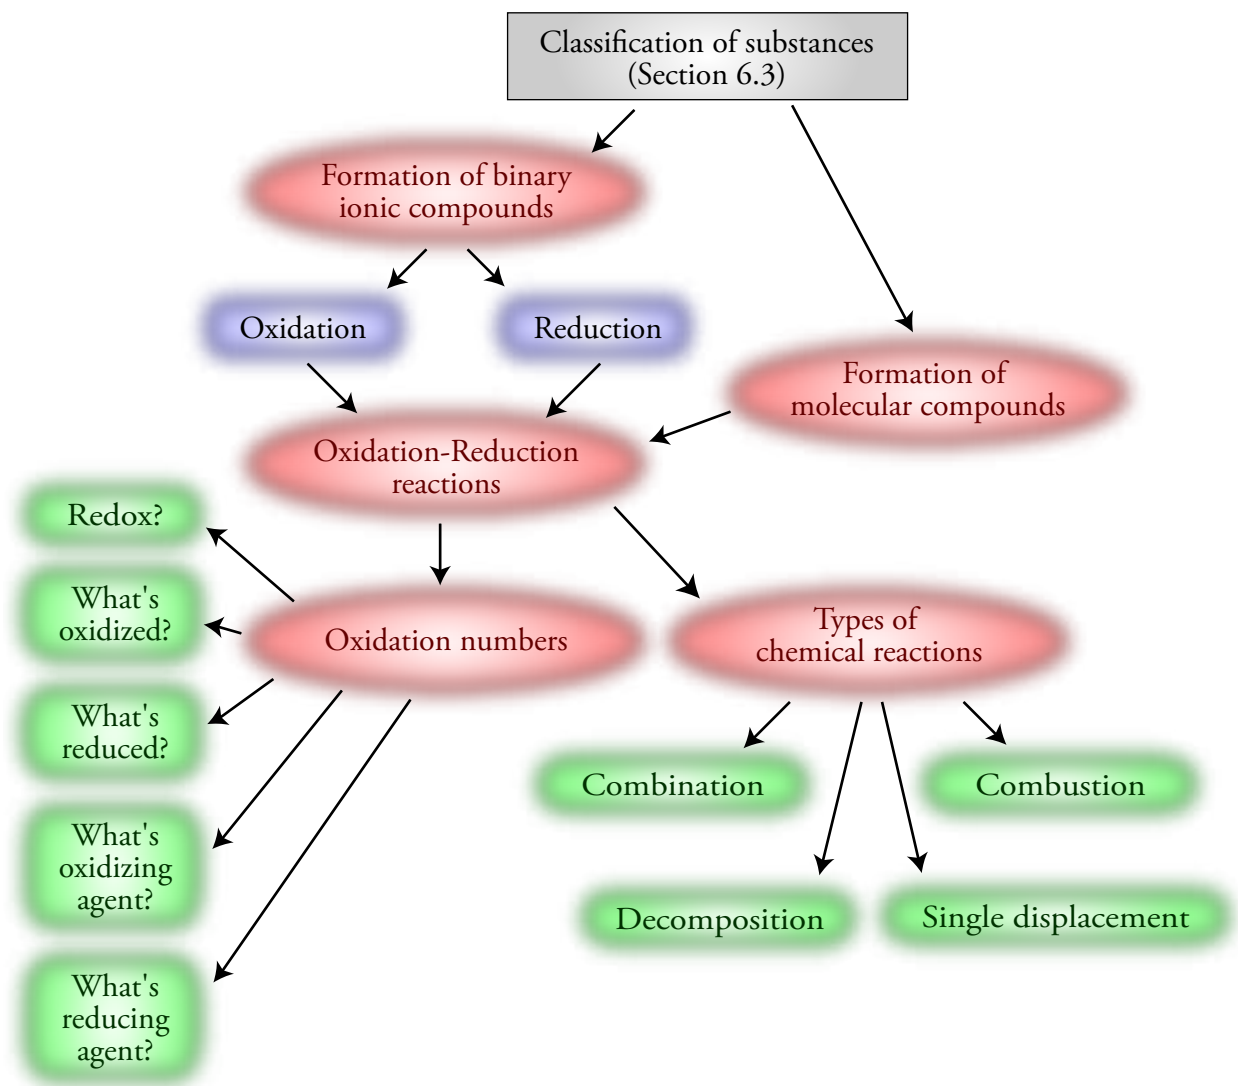 Classification of substances
(Section 6.3)
Formation of binary
ionic compounds
Oxidation
Reduction
Formation of
molecular compounds
Oxidation-Reduction
reactions
Redox?
What's
oxidized?
What's
reduced?
What's
oxidizing
agent?
What's
reducing
agent?
Oxidation numbers
Types of
chemical reactions
Combination
Combustion
Decomposition
Single displacement